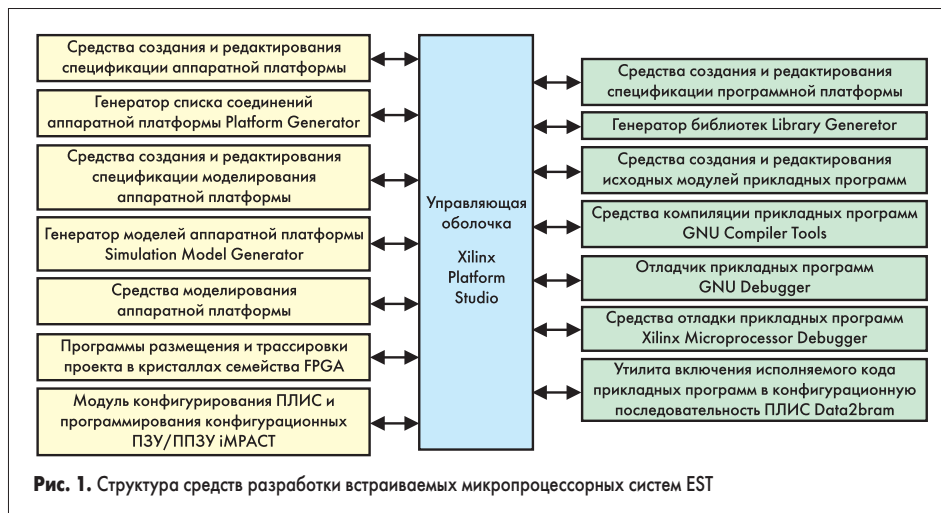 Средства создания и редактирования
спецификации аппаратной платформы
Генератор списка соединений
аппаратной платформы Platform Generator
Средства создания и редактирования
спецификации моделирования
аппаратной платформы
Генератор моделей аппаратной платформы
Simulation Model Generator
Средства моделирования
аппаратной платформы
Программы размещения и трассировки
проекта в кристаллах семейства FPGA
Модуль конфигурирования ПЛИС и
программирования конфигурационных
ПЗУ/ППЗУ iMPACT
Управляющая
оболочка
Xilinx
Platform
Studio
Средства создания и редактирования
спецификации программной платформы
Генератор библиотек Library Generetor
Средства создания и редактирования
исходных модулей прикладных программ
Средства компиляции прикладных программ
GNU Compiler Tools
Отладчик прикладных программ
GNU Debugger
Средства отладки прикладных программ
Xilinx Microprocessor Debugger
Утилита включения исполняемого кода
прикладных программ в конфигурационную
последовательность ПЛИС Data2bram
Рис. 1. Структура средств разработки встраиваемых микропроцессорных систем EST